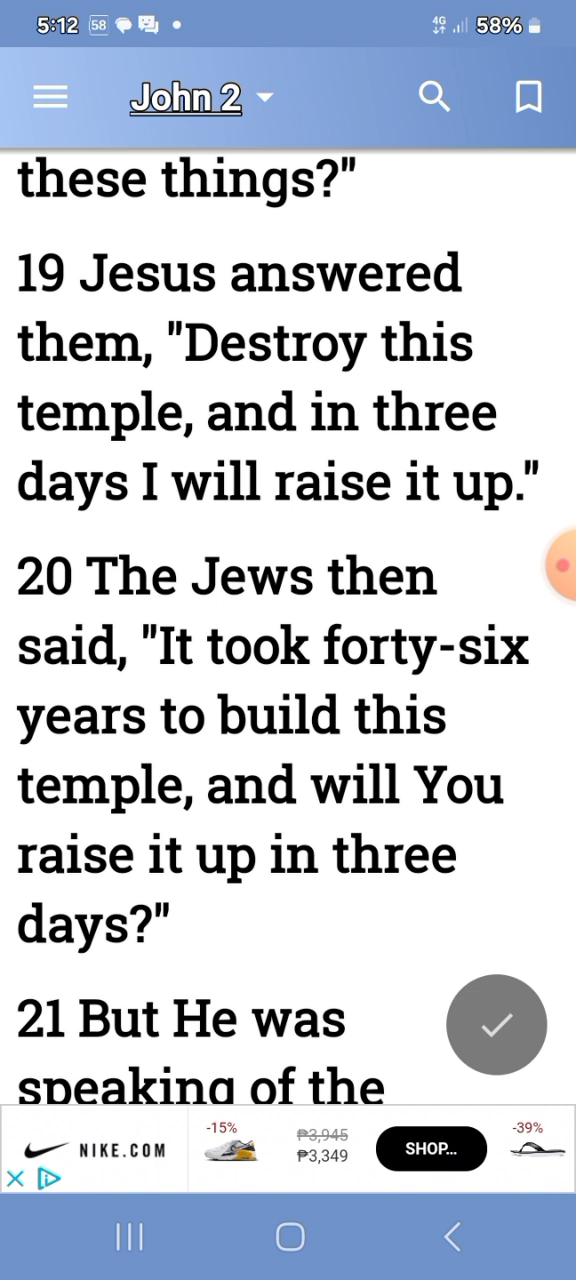 5:12 58 4G 58%
John 2
these things?"
19 Jesus answered
them, "Destroy this
temple, and in three
days I will raise it up."
20 The Jews then
said, "It took forty-six
years to build this
temple, and will You
raise it up in three
days?"
21 But He was
speaking of the
NIKE.COM
-15%
₱3,945
₱3,349
SHOP...
-39%